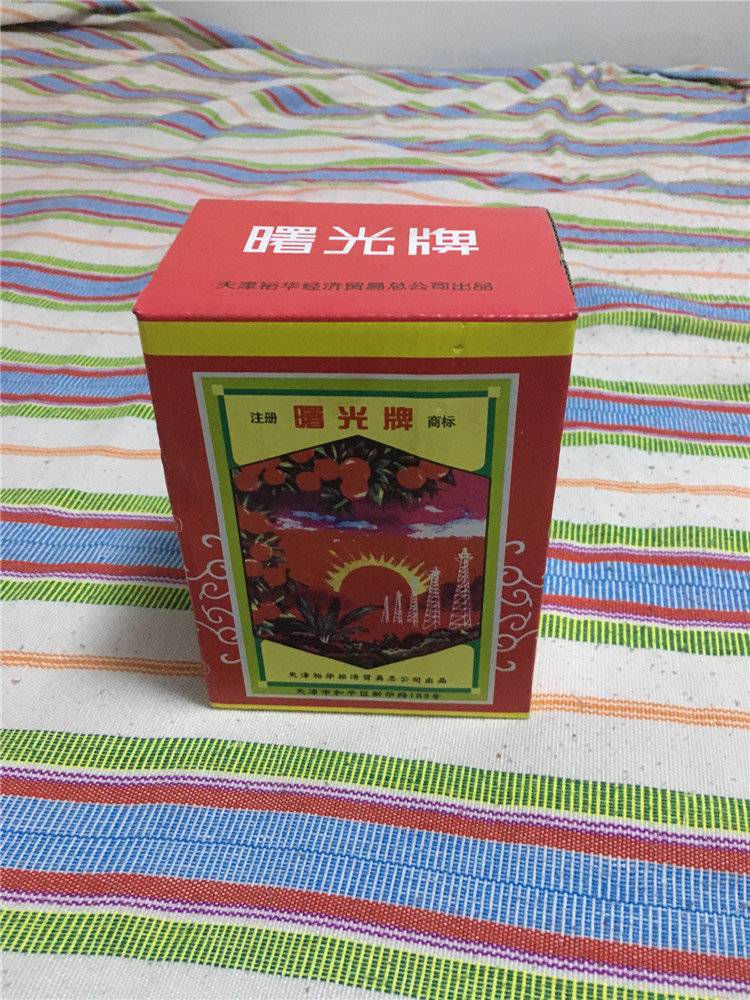 曙光牌
天津裕华经济贸易总公司出品
注册 曙光牌 商标
天津裕华经济贸易总公司出品
天津市和平区新华路183号